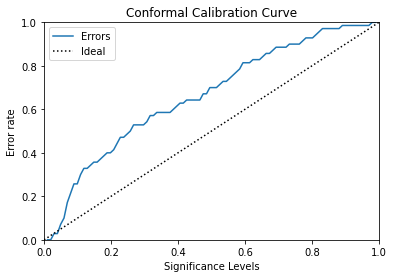 Conformal Calibration Curve
1.0
0.8
0.6
0.4
0.2
0.0
Error rate
Errors
Ideal
0.0 0.2 0.4 0.6 0.8 1.0
Significance Levels